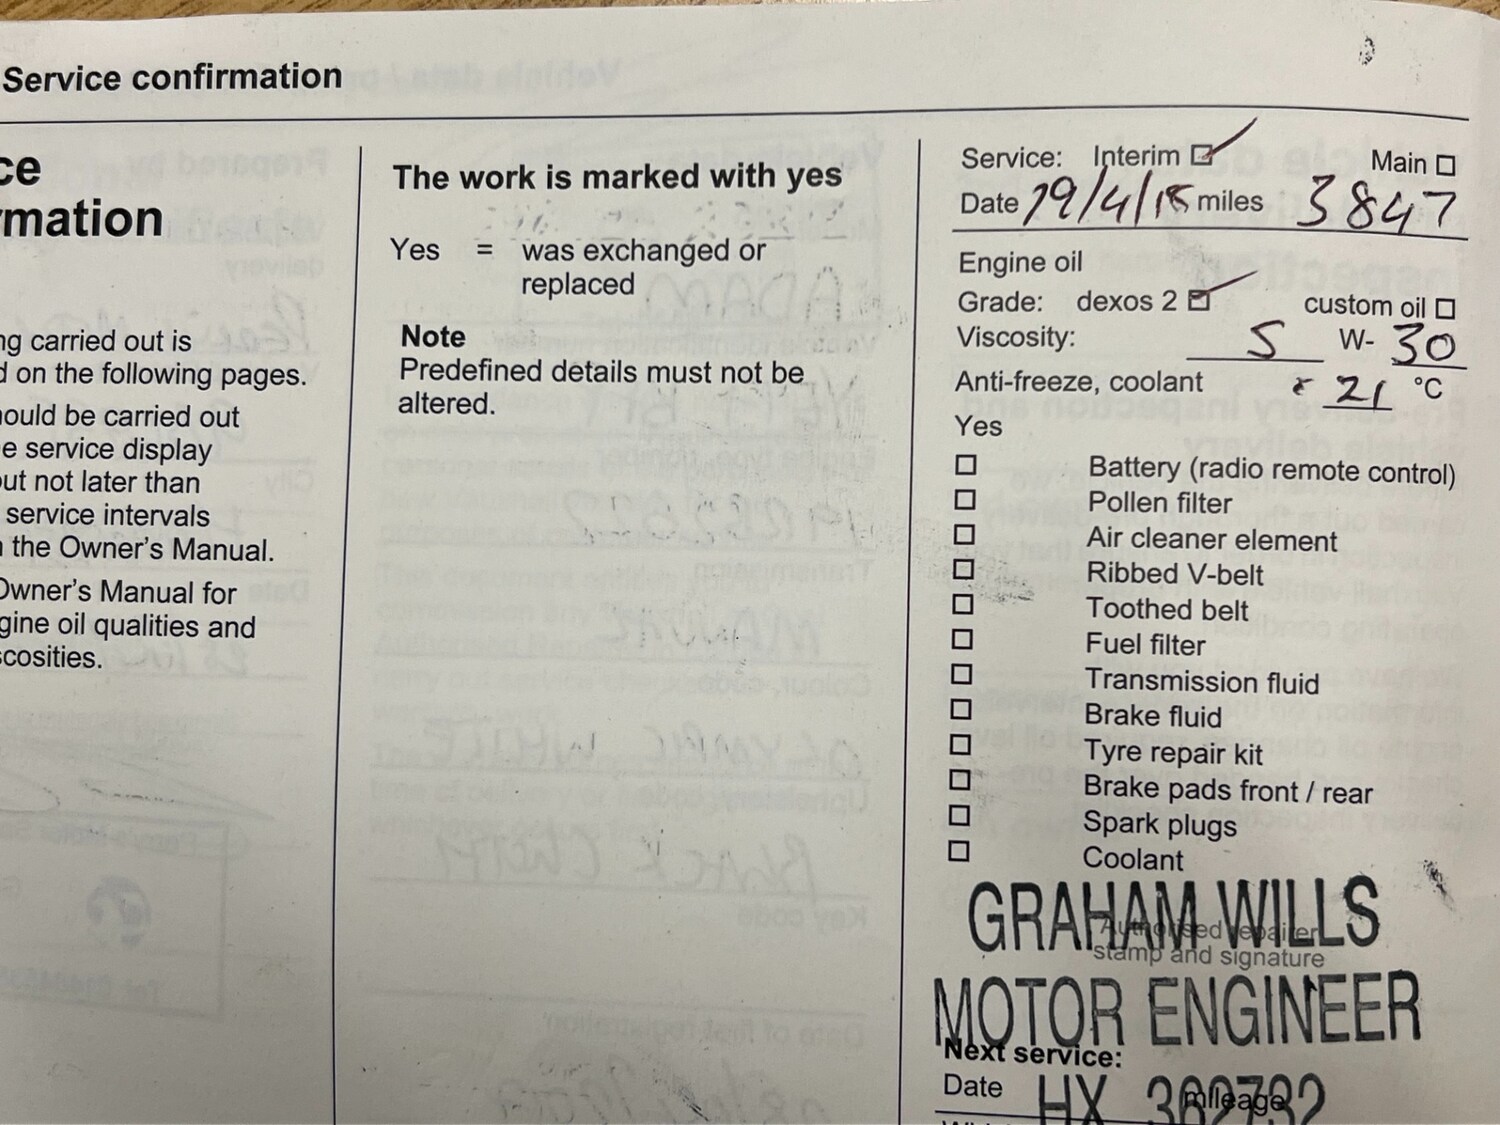 Service confirmation
ce
rmation
ng carried out is
d on the following pages.
hould be carried out
e service display
out not later than
service intervals
n the Owner's Manual.
Owner's Manual for
gine oil qualities and
scosities.
The work is marked with yes
Yes = was exchanged or
replaced
Note
Predefined details must not be
altered.
Service: Interim Main
Date 19/4/18 miles 3847
Engine oil
Grade: dexos 2 custom oil
Viscosity: 5 W- 30
Anti-freeze, coolant - 21 °C
Yes
Battery (radio remote control)
Pollen filter
Air cleaner element
Ribbed V-belt
Toothed belt
Fuel filter
Transmission fluid
Brake fluid
Tyre repair kit
Brake pads front / rear
Spark plugs
Coolant
GRAHAM WILLS
Authorised repairer
stamp and signature
MOTOR ENGINEER
Next service:
Date mileage
HX